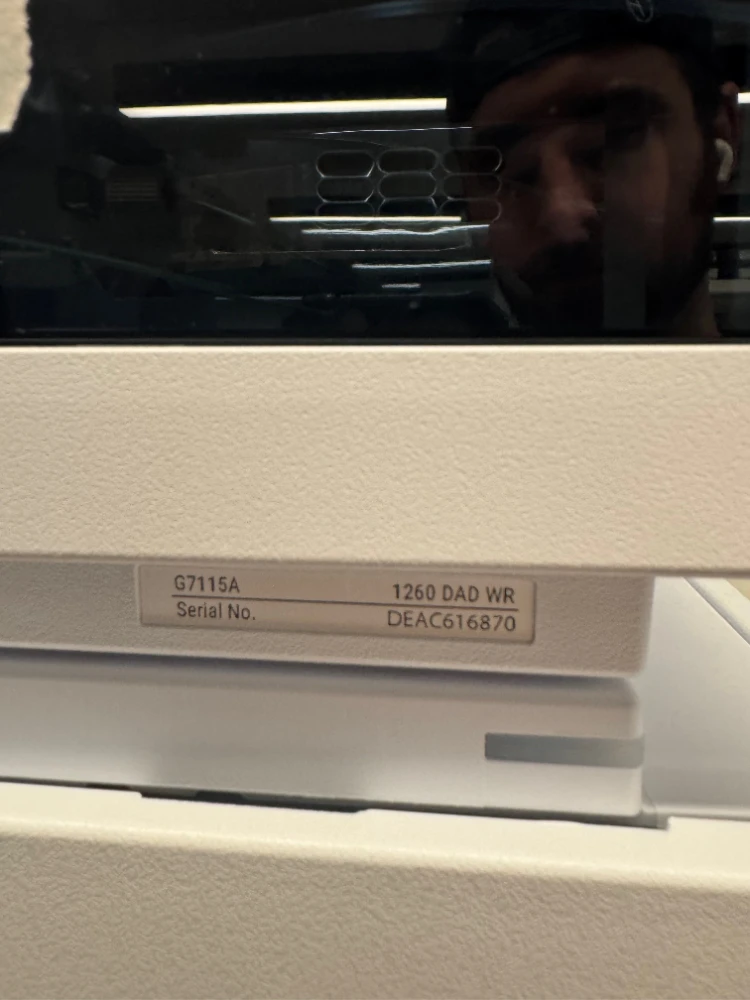 G7115A 1260 DAD WR
Serial No. DEAC616870